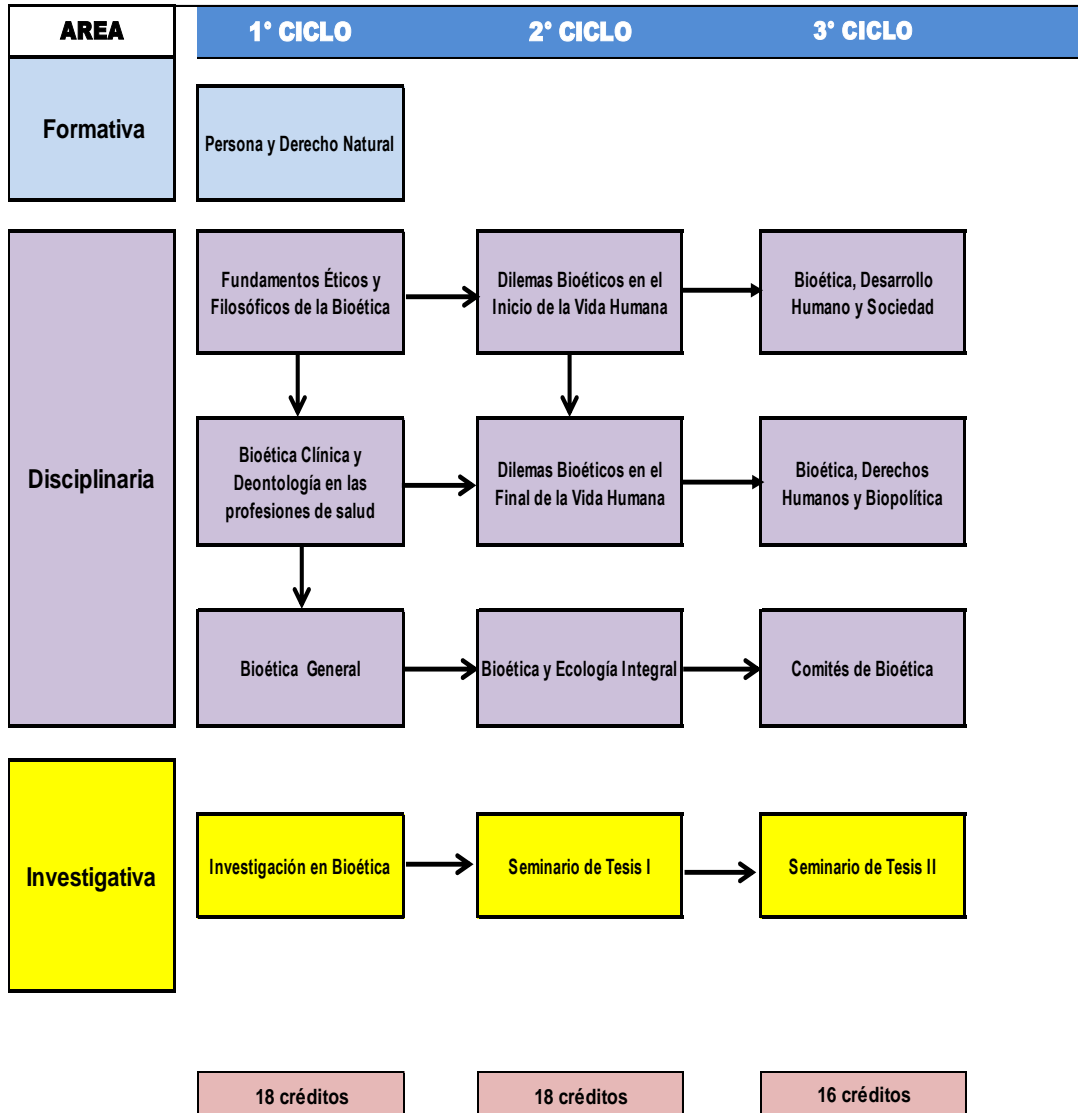 AREA
1° CICLO
2° CICLO
3° CICLO
Formativa
Persona y Derecho Natural
Disciplinaria
Fundamentos Éticos y
Filosóficos de la Bioética
Dilemas Bioéticos en el
Inicio de la Vida Humana
Bioética, Desarrollo
Humano y Sociedad
Bioética Clínica y
Deontología en las
profesiones de salud
Dilemas Bioéticos en el
Final de la Vida Humana
Bioética, Derechos
Humanos y Biopolítica
Bioética General
Bioética y Ecología Integral
Comités de Bioética
Investigativa
Investigación en Bioética
Seminario de Tesis I
Seminario de Tesis II
18 créditos
18 créditos
16 créditos